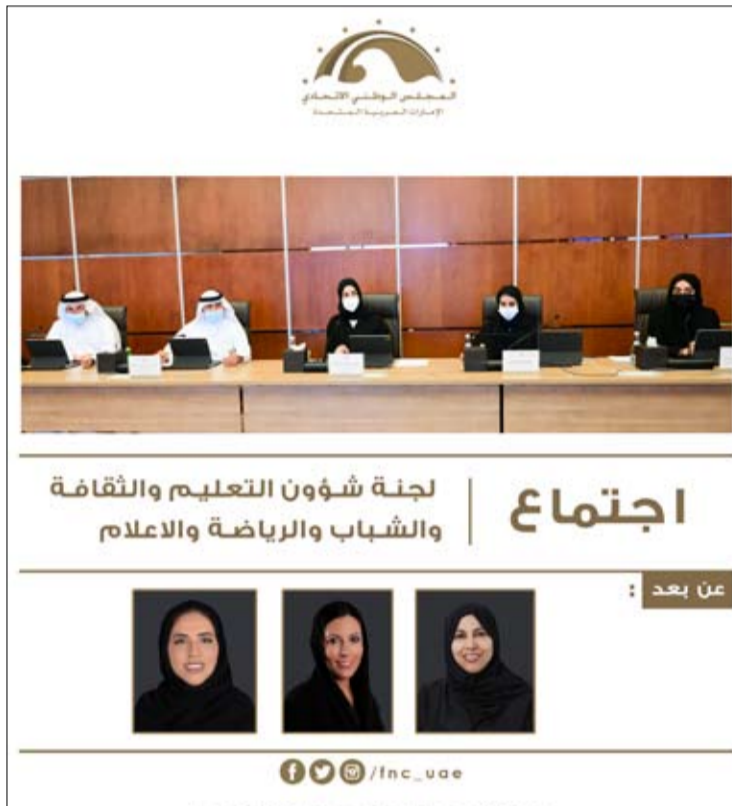 المجلس الوطني الاتحادي
الإمارات العربية المتحدة
اجتماع
لجنة شؤون التعليم والثقافة
والشباب والرياضة والاعلام
عن بعد :
/fnc_uae